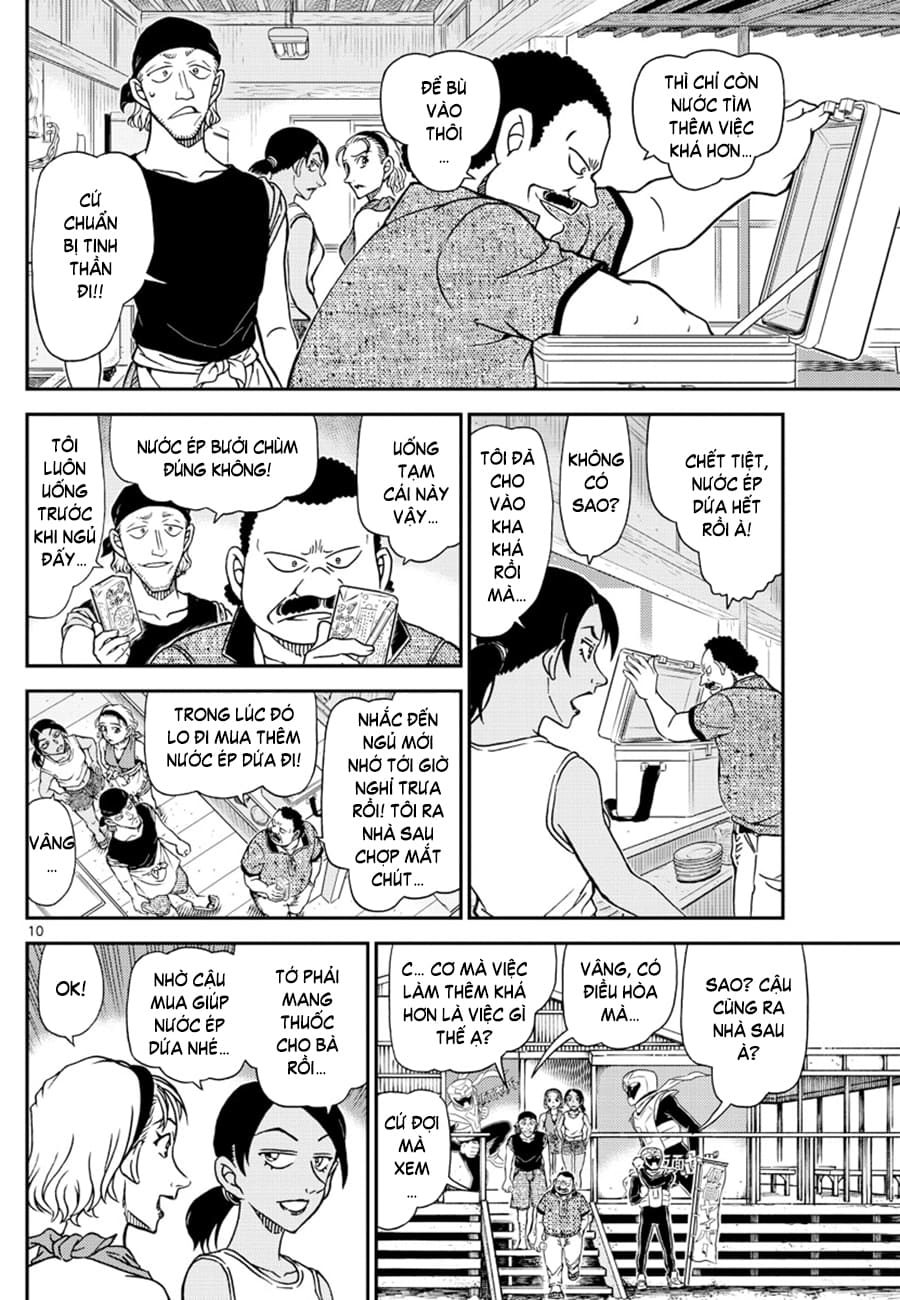 THÌ CHỈ CÒN
NƯỚC TÌM
THÊM VIỆC
KHÁ HƠN...
ĐỂ BÙ
VÀO
THÔI
...
CỨ
CHUẨN
BỊ TINH
THẦN
ĐI!!
CHẾT TIỆT,
NƯỚC ÉP
DỨA HẾT
RỒI À!
KHÔNG
CÓ
SAO?
TÔI ĐÃ
CHO
VÀO
KHA
KHÁ
RỒI
MÀ...
UỐNG
TẠM
CÁI NÀY
VẬY...
NƯỚC ÉP BƯỞI CHÙM
ĐÚNG KHÔNG!
TÔI
LUÔN
UỐNG
TRƯỚC
KHI NGỦ
ĐẤY...
NHẮC ĐẾN
NGỦ MỚI
NHỚ TỚI GIỜ
NGHỈ TRƯA
RỒI! TÔI RA
NHÀ SAU
CHỢP MẮT
CHÚT...
TRONG LÚC ĐÓ
LO ĐI MUA THÊM
NƯỚC ÉP DỨA ĐI!
VÂNG
...
10
SAO? CẬU
CŨNG RA
NHÀ SAU
À?
VÂNG, CÓ
ĐIỀU HÒA
MÀ...
C... CƠ MÀ VIỆC
LÀM THÊM KHÁ
HƠN LÀ VIỆC GÌ
THẾ Ạ?
CỨ ĐỢI
MÀ
XEM
...
TỚ PHẢI
MANG
THUỐC
CHO BÀ
RỒI...
NHỜ CẬU
MUA GIÚP
NƯỚC ÉP
DỨA NHÉ...
OK!